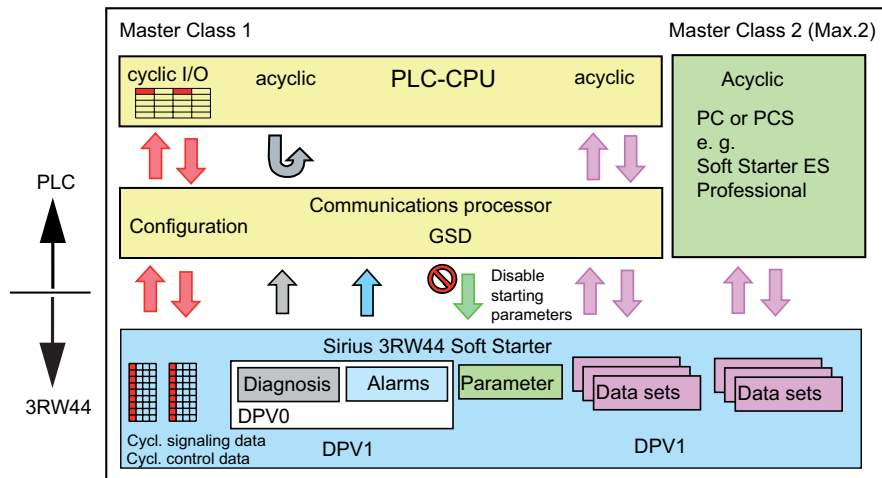 Master Class 1
Master Class 2 (Max.2)
cyclic I/O
acyclic
PLC-CPU
acyclic
Acyclic
PC or PCS
e. g.
Soft Starter ES
Professional
PLC
Configuration
Communications processor
GSD
Disable
starting
parameters
3RW44
Sirius 3RW44 Soft Starter
Diagnosis
Alarms
Parameter
Data sets
Data sets
DPV0
Cycl. signaling data
Cycl. control data
DPV1
DPV1